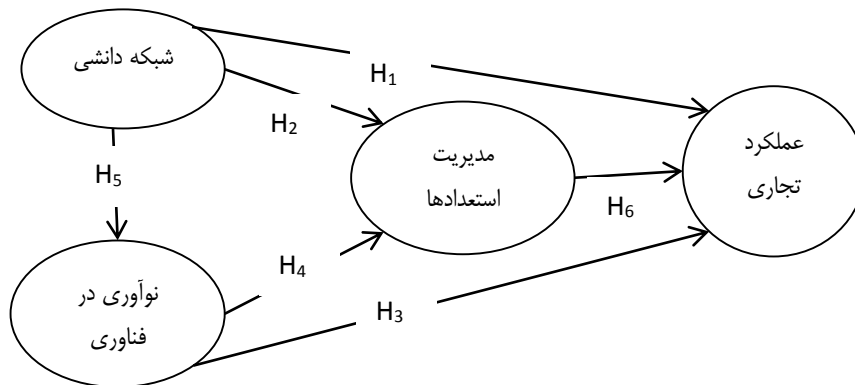 شبکه دانشی
H₁
H₂
عملکرد
تجاری
مدیریت
استعدادها
H₅
H₆
H₄
نوآوری در
فناوری
H₃